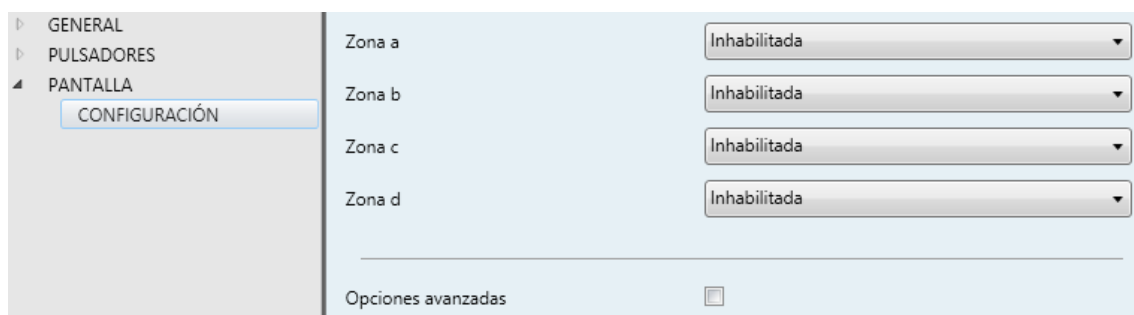 GENERAL
PULSADORES
PANTALLA
CONFIGURACIÓN
Zona a Inhabilitada
Zona b Inhabilitada
Zona c Inhabilitada
Zona d Inhabilitada
Opciones avanzadas